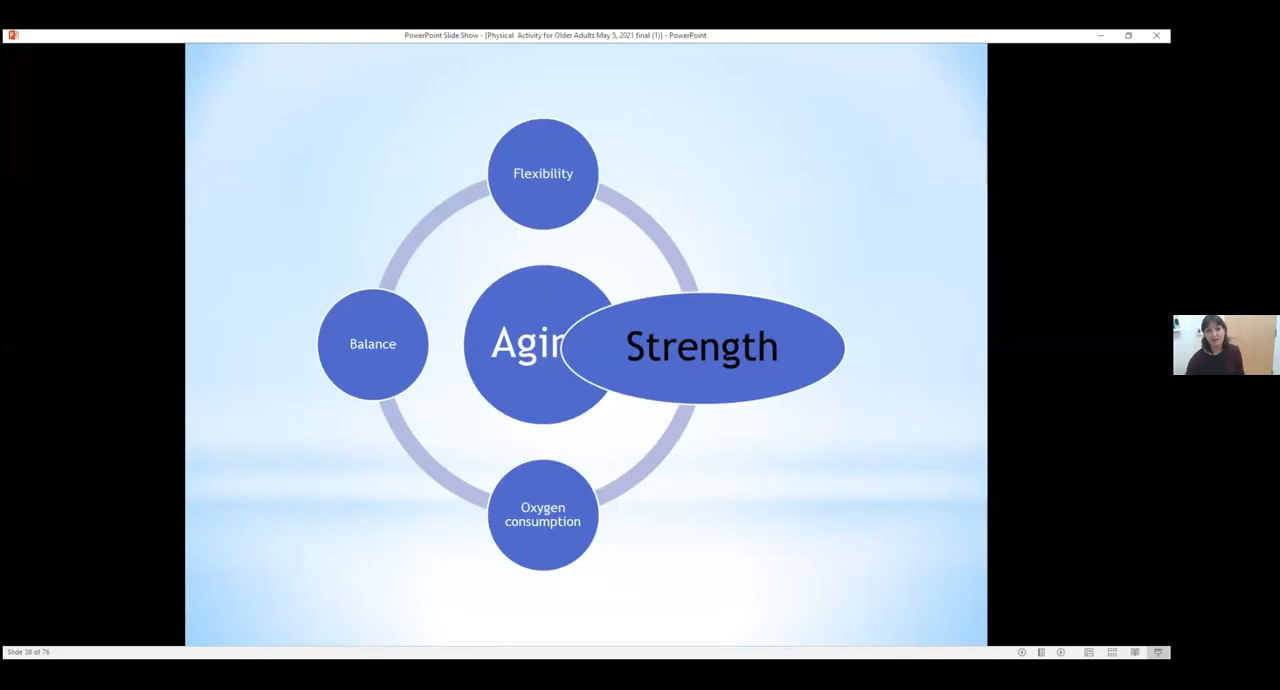 PowerPoint Slide Show - [Physical  Activity for Older Adults May 5, 2021 final (1)] - PowerPoint
Flexibility
Balance
Agin
Strength
Oxygen
consumption
Slide 38 of 76